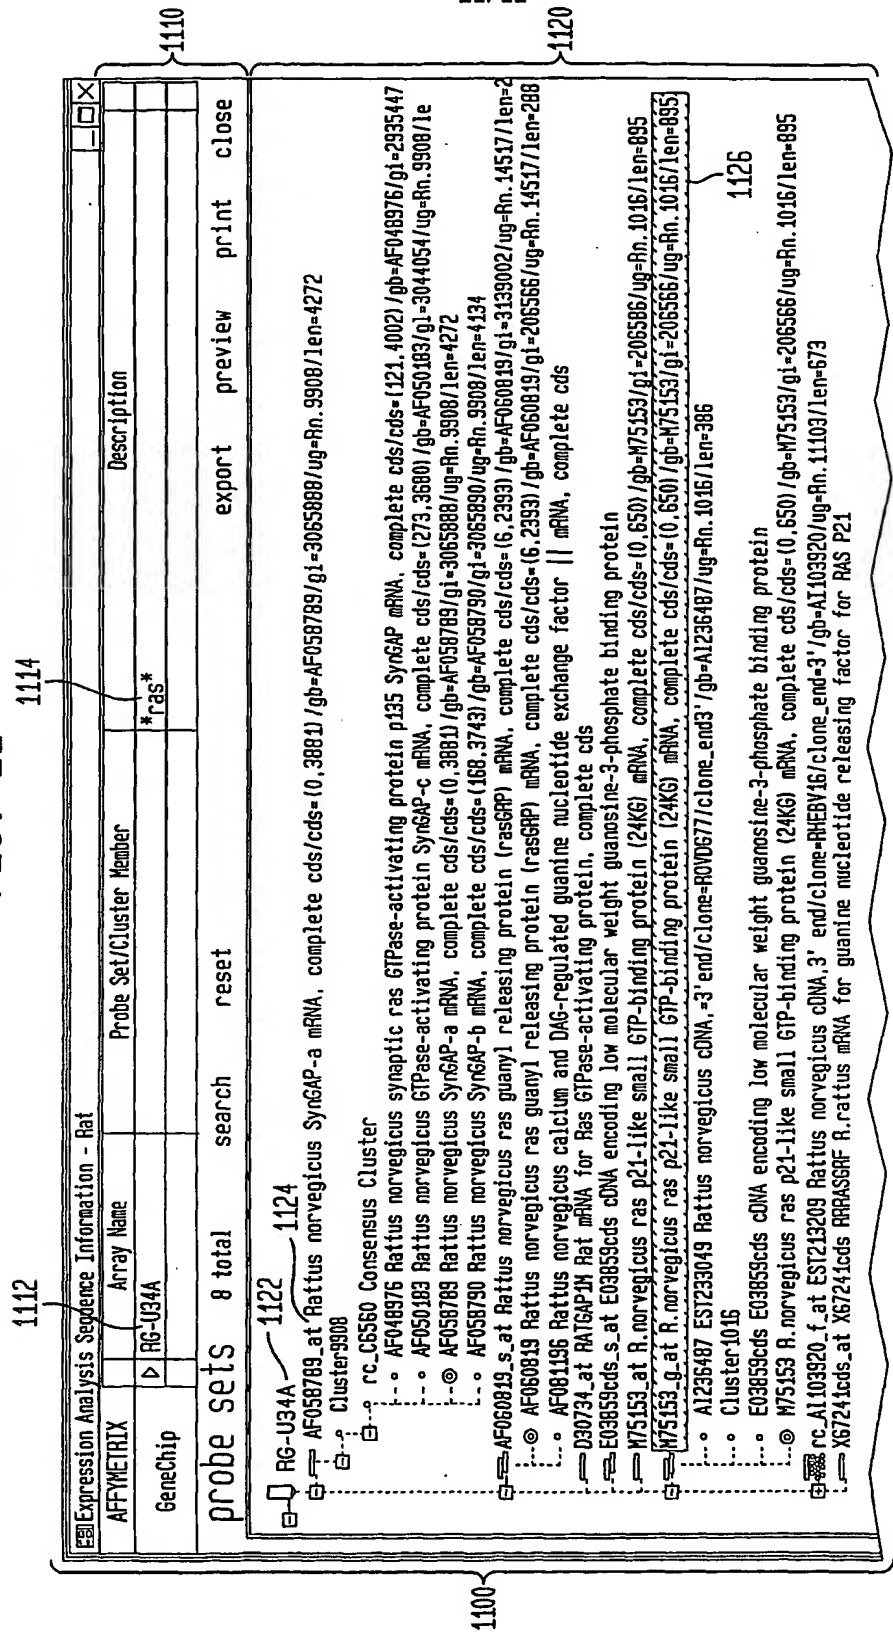 11/11
FIG. 11
1112
1114
1110
Expression Analysis Sequence Information - Rat
AFFYMETRIX Array Name Probe Set/Cluster Member Description
GeneChip RG-U34A *ras*
probe sets 8 total search reset export preview print close
1120
1122
1124
RG-U34A
AF058789_at Rattus norvegicus SynGAP-a mRNA, complete cds/cds=(0,3881)/gb=AF058789/gi=3065888/ug=Rn.9908/len=4272
Cluster9908
rc_C6560 Consensus Cluster
AF048976 Rattus norvegicus synaptic ras GTPase-activating protein p135 SynGAP mRNA, complete cds/cds=(121,4002)/gb=AF048976/gi=2935447
AF050183 Rattus norvegicus GTPase-activating protein SynGAP-c mRNA, complete cds/cds=(273,3680)/gb=AF050183/gi=3044054/ug=Rn.9908/le
AF058789 Rattus norvegicus SynGAP-a mRNA, complete cds/cds=(0,3881)/gb=AF058789/gi=3065888/ug=Rn.9908/len=4272
AF058790 Rattus norvegicus SynGAP-b mRNA, complete cds/cds=(168,3743)/gb=AF058790/gi=3065890/ug=Rn.9908/len=4134
AF060819_s_at Rattus norvegicus ras guanyl releasing protein (rasGRP) mRNA, complete cds/cds=(6,2393)/gb=AF060819/gi=3139002/ug=Rn.14517/len=2
AF060819 Rattus norvegicus ras guanyl releasing protein (rasGRP) mRNA, complete cds/cds=(6,2393)/gb=AF060819/gi=206566/ug=Rn.14517/len=288
AF081196 Rattus norvegicus calcium and DAG-regulated guanine nucleotide exchange factor || mRNA, complete cds
D30734_at RATGAP1M Rat mRNA for Ras GTPase-activating protein, complete cds
E03859cds_s_at E03859cds cDNA encoding low molecular weight guanosine-3-phosphate binding protein
M75153_at R.norvegicus ras p21-like small GTP-binding protein (24KG) mRNA, complete cds/cds=(0,650)/gb=M75153/gi=206586/ug=Rn.1016/len=895
M75153_g_at R.norvegicus ras p21-like small GTP-binding protein (24KG) mRNA, complete cds/cds=(0,650)/gb=M75153/gi=206566/ug=Rn.1016/len=895
1126
AI236487 EST233049 Rattus norvegicus cDNA,=3'end/clone=ROVDG77/clone_end3'/gb=AI236487/ug=Rn.1016/len=386
Cluster1016
E03859cds E03859cds cDNA encoding low molecular weight guanosine-3-phosphate binding protein
M75153 R.norvegicus ras p21-like small GTP-binding protein (24KG) mRNA, complete cds/cds=(0,650)/gb=M75153/gi=206566/ug=Rn.1016/len=895
rc_AI103920_f_at EST213209 Rattus norvegicus cDNA,3' end/clone=RHEBV16/clone_end=3'/gb=AI103920/ug=Rn.11103/len=673
X67241cds_at X67241cds RRRASGRF R.rattus mRNA for guanine nucleotide releasing factor for RAS P21
1100